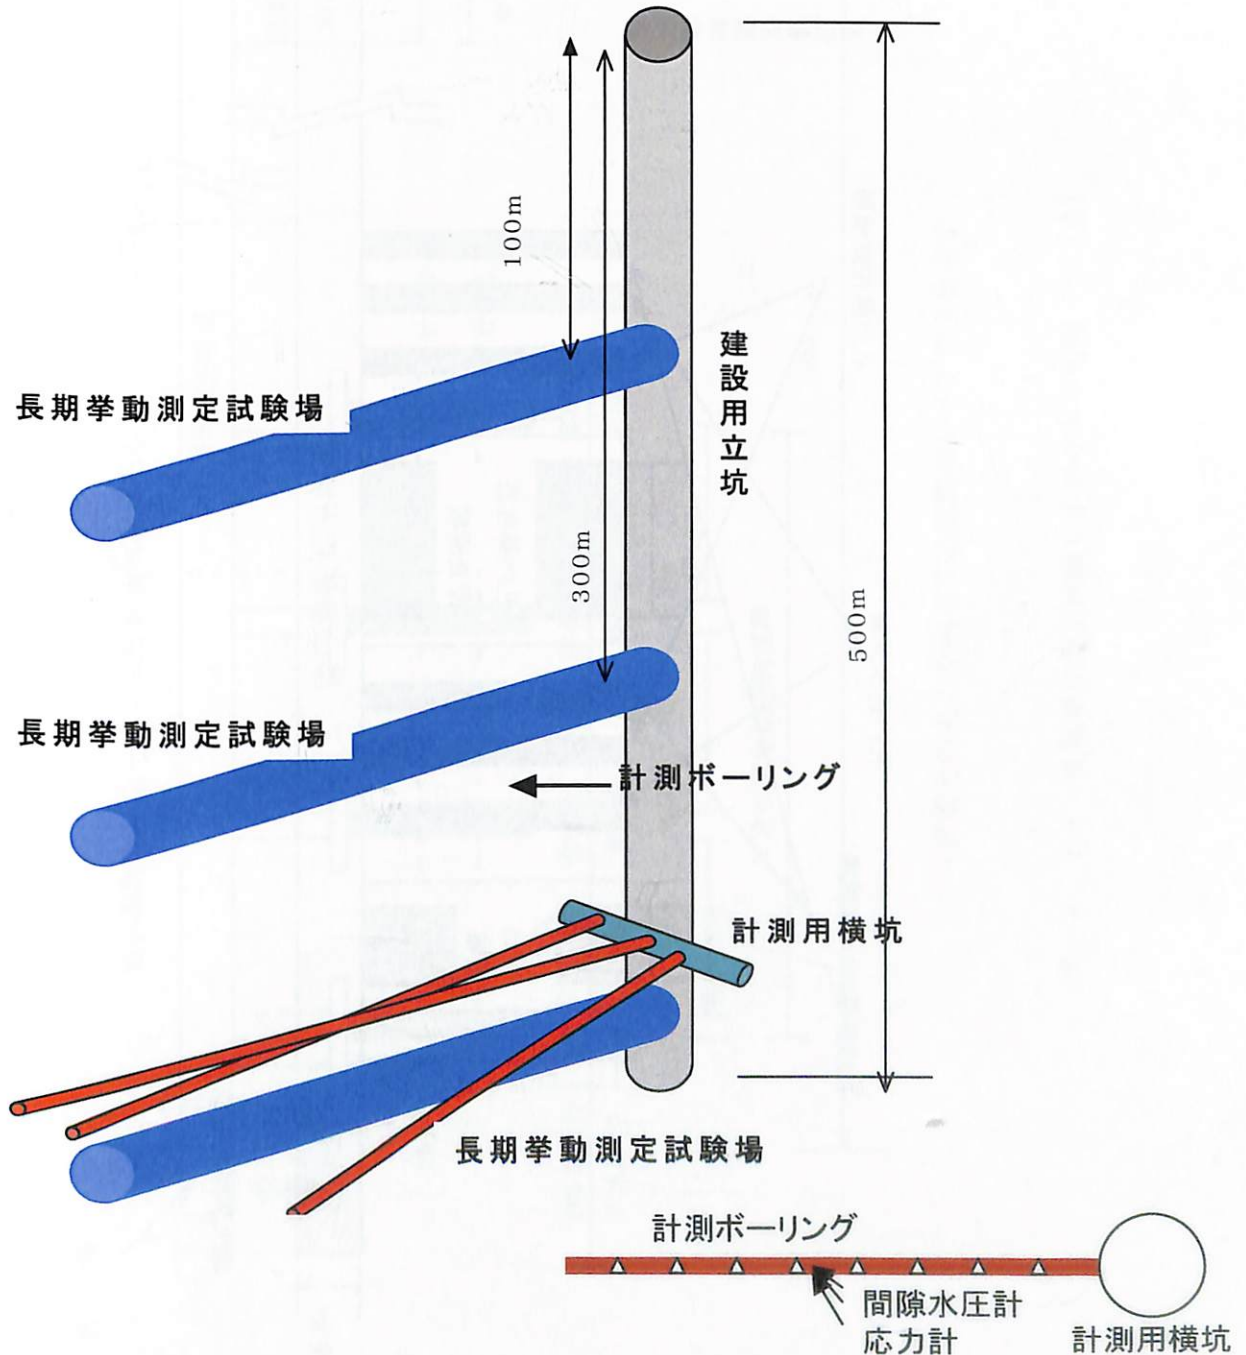 100m
建設用立坑
長期挙動測定試験場
300m
500m
長期挙動測定試験場
計測ボーリング
計測用横坑
長期挙動測定試験場
計測ボーリング
間隙水圧計
応力計
計測用横坑